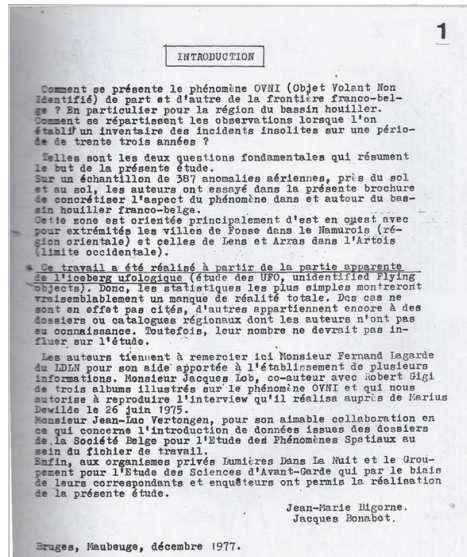 1
INTRODUCTION
Comment se présente le phénomène OVNI (Objet Volant Non
Identifié) de part et d'autre de la frontière franco-bel-
ge ? En particulier pour la région du bassin houiller.
Comment se répartisent les observations lorsque l'on
établit un inventaire des incidents insolites sur une pério-
de de trente trois années ?
Telles sont les deux questions fondamentales qui résument
le but de la présente étude.
Sur un échantillon de 387 anomalies aériennes, près du sol
et au sol, les auteurs ont essayé dans la présente brochure
de concrétiser l'aspect du phénomène dans et autour du bas-
sin houiller franco-belge.
Cette zone est orientée principalement d'est en ouest avec
pour extrémités les villes de Fosse dans le Namurois (ré-
gion orientale) et celles de Lens et Arras dans l'Artois
(limite occidentale).
Ce travail a été réalisé à partir de la partie apparente
de l'iceberg ufologique (étude des UFO, unidentified Flying
objects). Donc, les statistiques les plus simples montreront
vraisemblablement un manque de réalité totale. Des cas ne
sont en effet pas cités, d'autres appartiennent encore à des
dossiers ou catalogues régionaux dont les auteurs n'ont pas
eu connaissance. Toutefois, leur nombre ne devrait pas in-
fluer sur l'étude.
Les auteurs tiennent à remercier ici Monsieur Fernand Lagarde
du LDLN pour son aide apportée à l'établissement de plusieurs
informations. Monsieur Jacques Lob, co-auteur avec Robert Gigi
de trois albums illustrés sur le phénomène OVNI et qui nous
autorise à reproduire l'interview qu'il réalisa auprès de Marius
Dewilde le 26 juin 1975.
Monsieur Jean-Luc Vertongen, pour son aimable collaboration en
ce qui concerne l'introduction de données issues des dossiers
de la Société Belge pour l'Etude des Phénomènes Spatiaux au
sein du fichier de travail.
Enfin, aux organismes privés Lumières Dans La Nuit et le Grou-
pement pour l'Etude des Sciences d'Avant-Garde qui par le biais
de leurs correspondants et enquêteurs ont permis la réalisation
de la présente étude.
Jean-Marie Bigorne.
Jacques Bonabot.
Bruges, Maubeuge, décembre 1977.